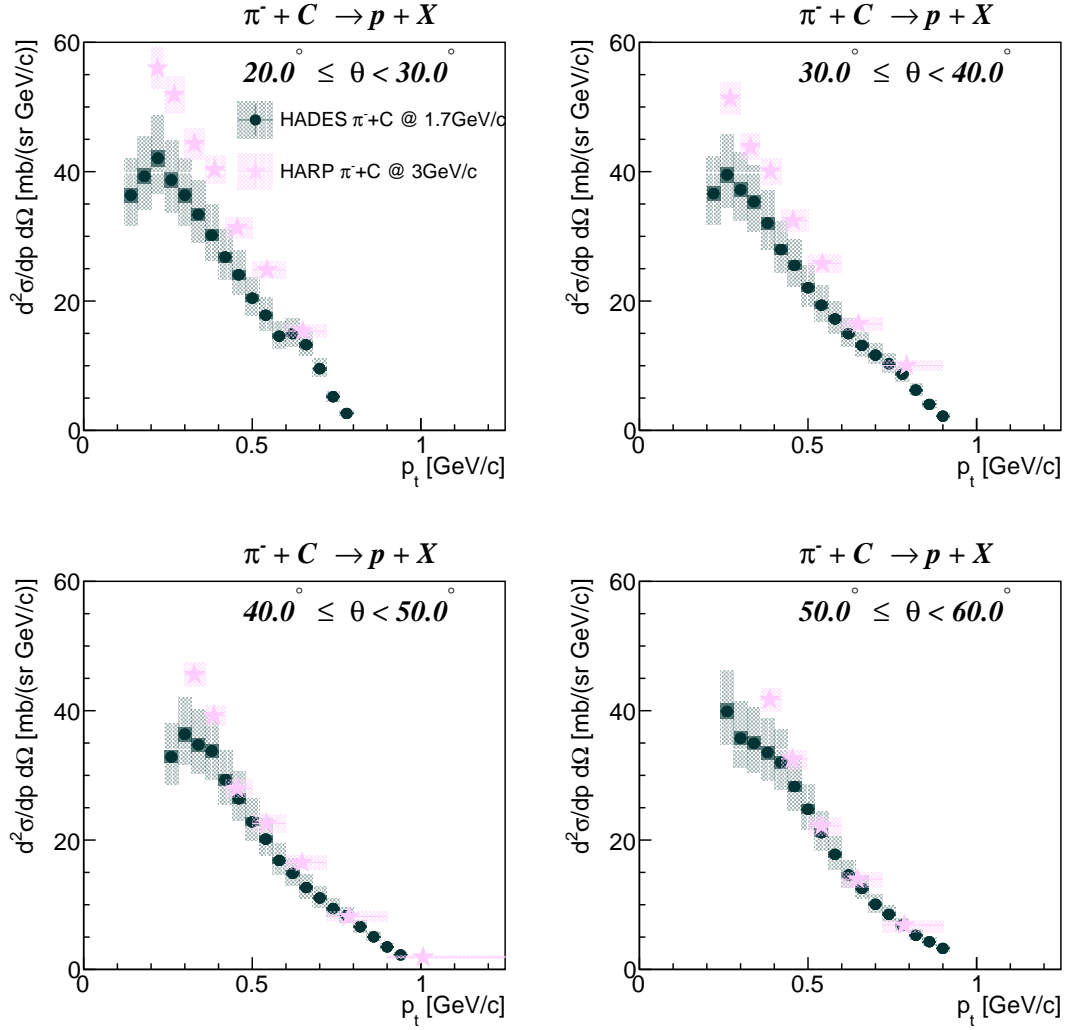 π⁻ + C → p + X
20.0° ≤ θ < 30.0°
HADES π⁻+C @ 1.7GeV/c
HARP π⁻+C @ 3GeV/c
d²σ/dp dΩ [mb/(sr GeV/c)]
60
40
20
0
0 0.5 1
pₜ [GeV/c]
π⁻ + C → p + X
30.0° ≤ θ < 40.0°
d²σ/dp dΩ [mb/(sr GeV/c)]
60
40
20
0
0 0.5 1
pₜ [GeV/c]
π⁻ + C → p + X
40.0° ≤ θ < 50.0°
d²σ/dp dΩ [mb/(sr GeV/c)]
60
40
20
0
0 0.5 1
pₜ [GeV/c]
π⁻ + C → p + X
50.0° ≤ θ < 60.0°
d²σ/dp dΩ [mb/(sr GeV/c)]
60
40
20
0
0 0.5 1
pₜ [GeV/c]